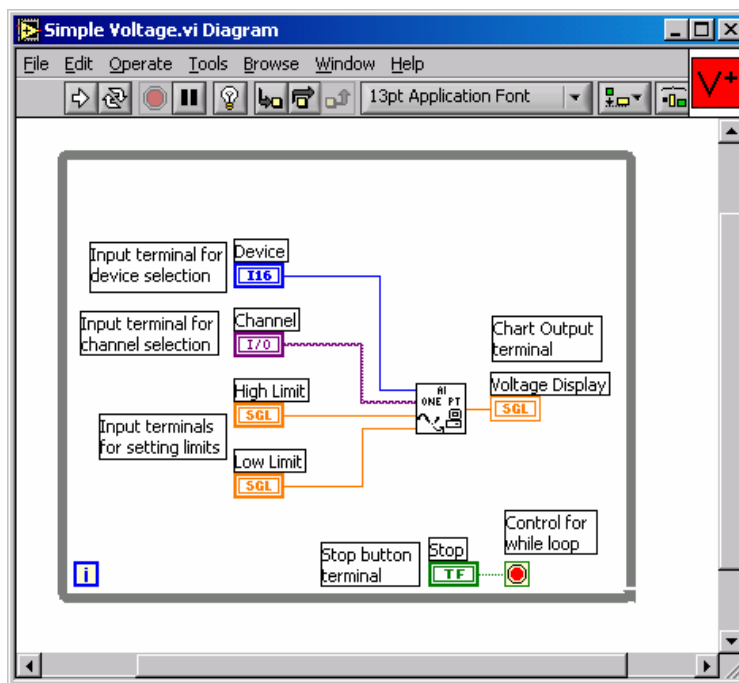 Simple Voltage.vi Diagram
File Edit Operate Tools Browse Window Help
13pt Application Font
V+
Input terminal for
device selection
Device
I16
Input terminal for
channel selection
Channel
I/O
Chart Output
terminal
AI
ONE PT
High Limit
SGL
Voltage Display
SGL
Input terminals
for setting limits
Low Limit
SGL
Control for
while loop
Stop button
terminal
Stop
TF
i